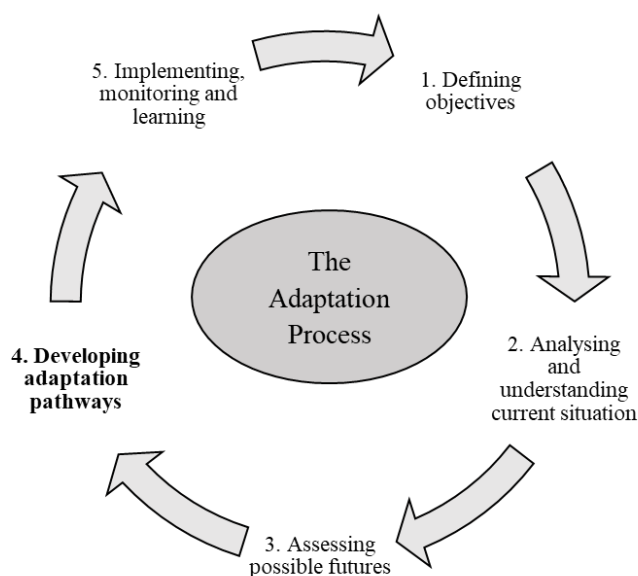 The
Adaptation
Process
1. Defining
objectives
2. Analysing
and
understanding
current situation
3. Assessing
possible futures
4. Developing
adaptation
pathways
5. Implementing,
monitoring and
learning